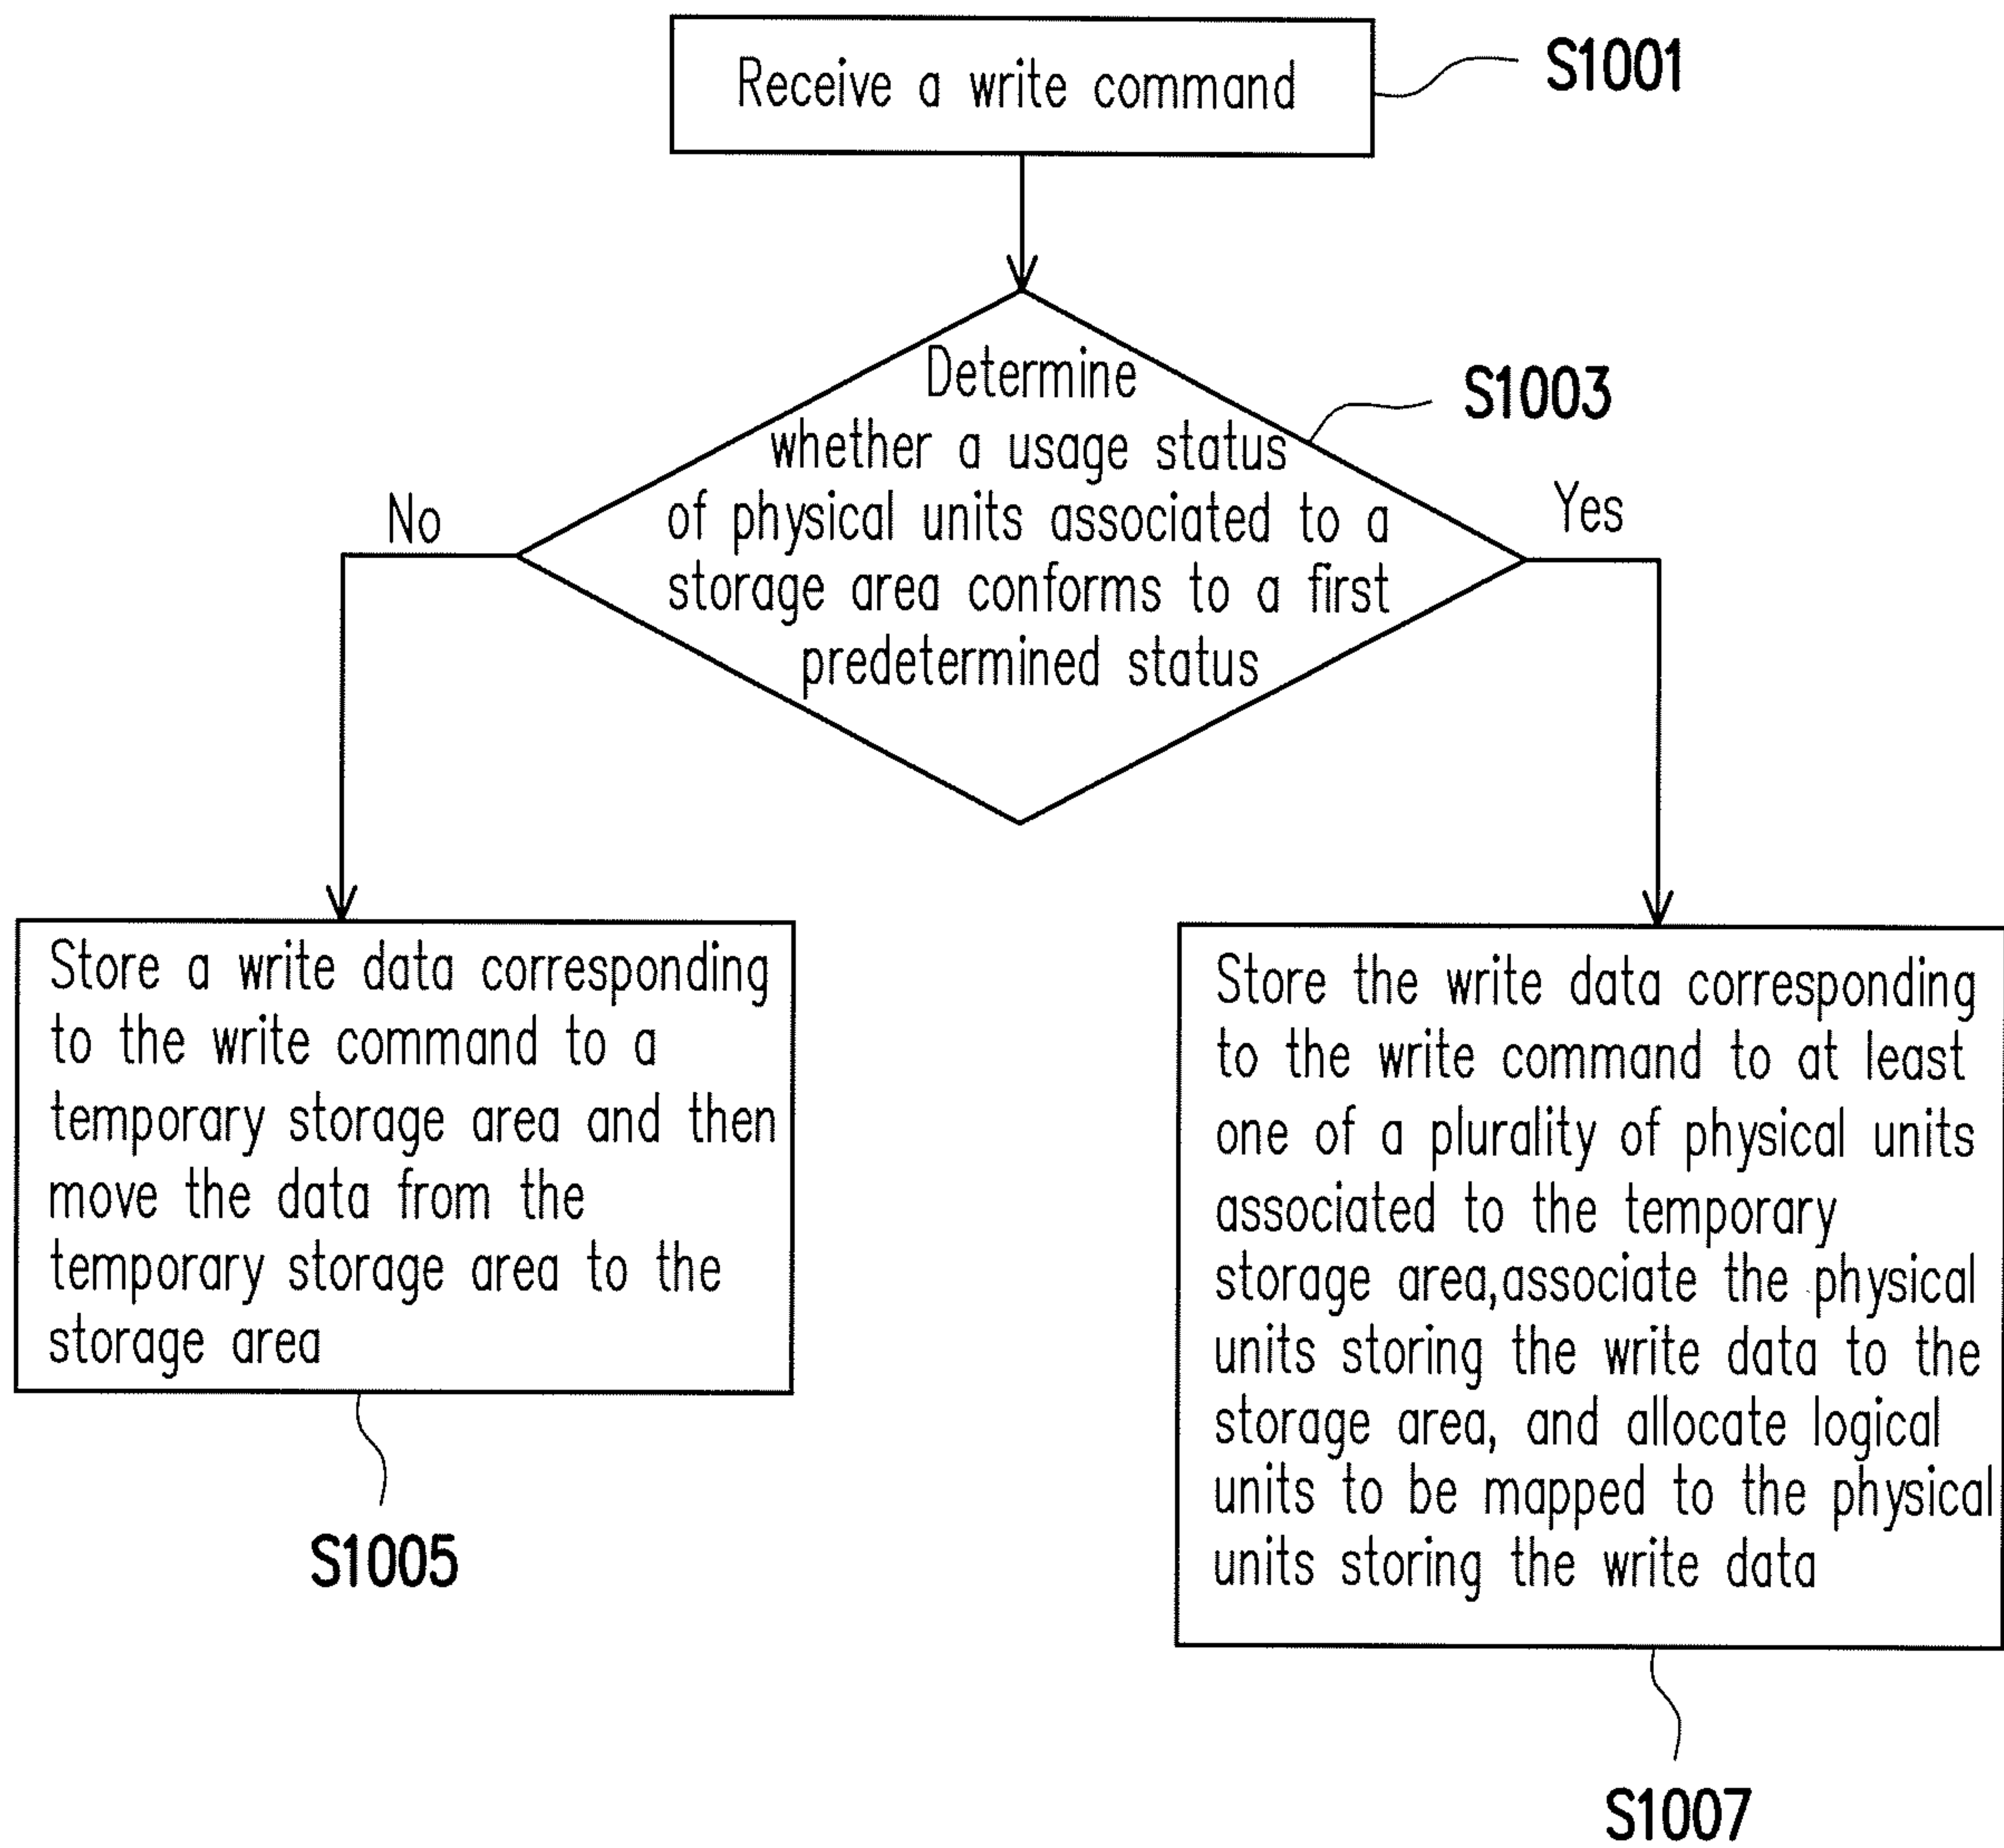 Receive a write command
S1001
Determine
whether a usage status
of physical units associated to a
storage area conforms to a first
predetermined status
S1003
No
Yes
Store a write data corresponding
to the write command to a
temporary storage area and then
move the data from the
temporary storage area to the
storage area
S1005
Store the write data corresponding
to the write command to at least
one of a plurality of physical units
associated to the temporary
storage area,associate the physical
units storing the write data to the
storage area, and allocate logical
units to be mapped to the physical
units storing the write data
S1007